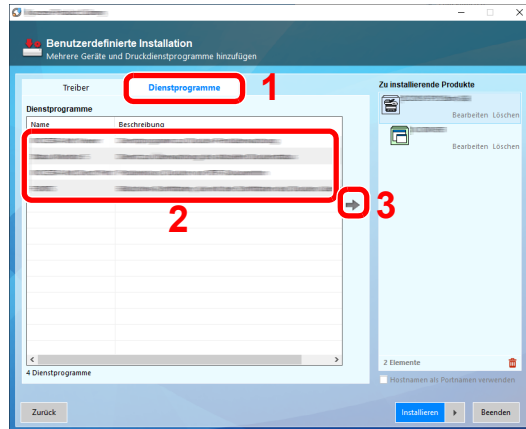 Benutzerdefinierte Installation
Mehrere Geräte und Druckdienstprogramme hinzufügen
Treiber
Dienstprogramme
1
Zu installierende Produkte
Dienstprogramme
Name
Beschreibung
Bearbeiten Löschen
Bearbeiten Löschen
2
3
4 Dienstprogramme
2 Elemente
Hostnamen als Portnamen verwenden
Zurück
Installieren
Beenden